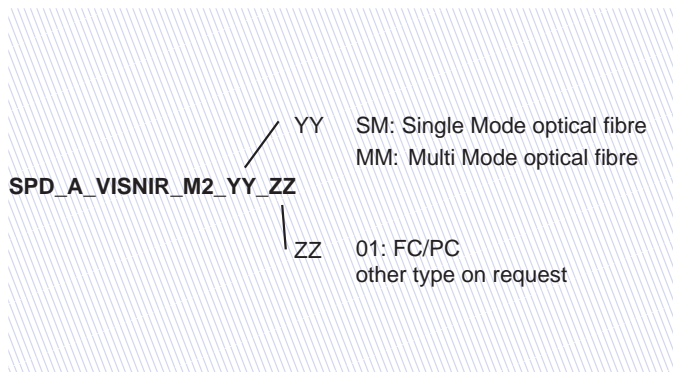 YY SM: Single Mode optical fibre
MM: Multi Mode optical fibre
SPD_A_VISNIR_M2_YY_ZZ
ZZ 01: FC/PC
other type on request